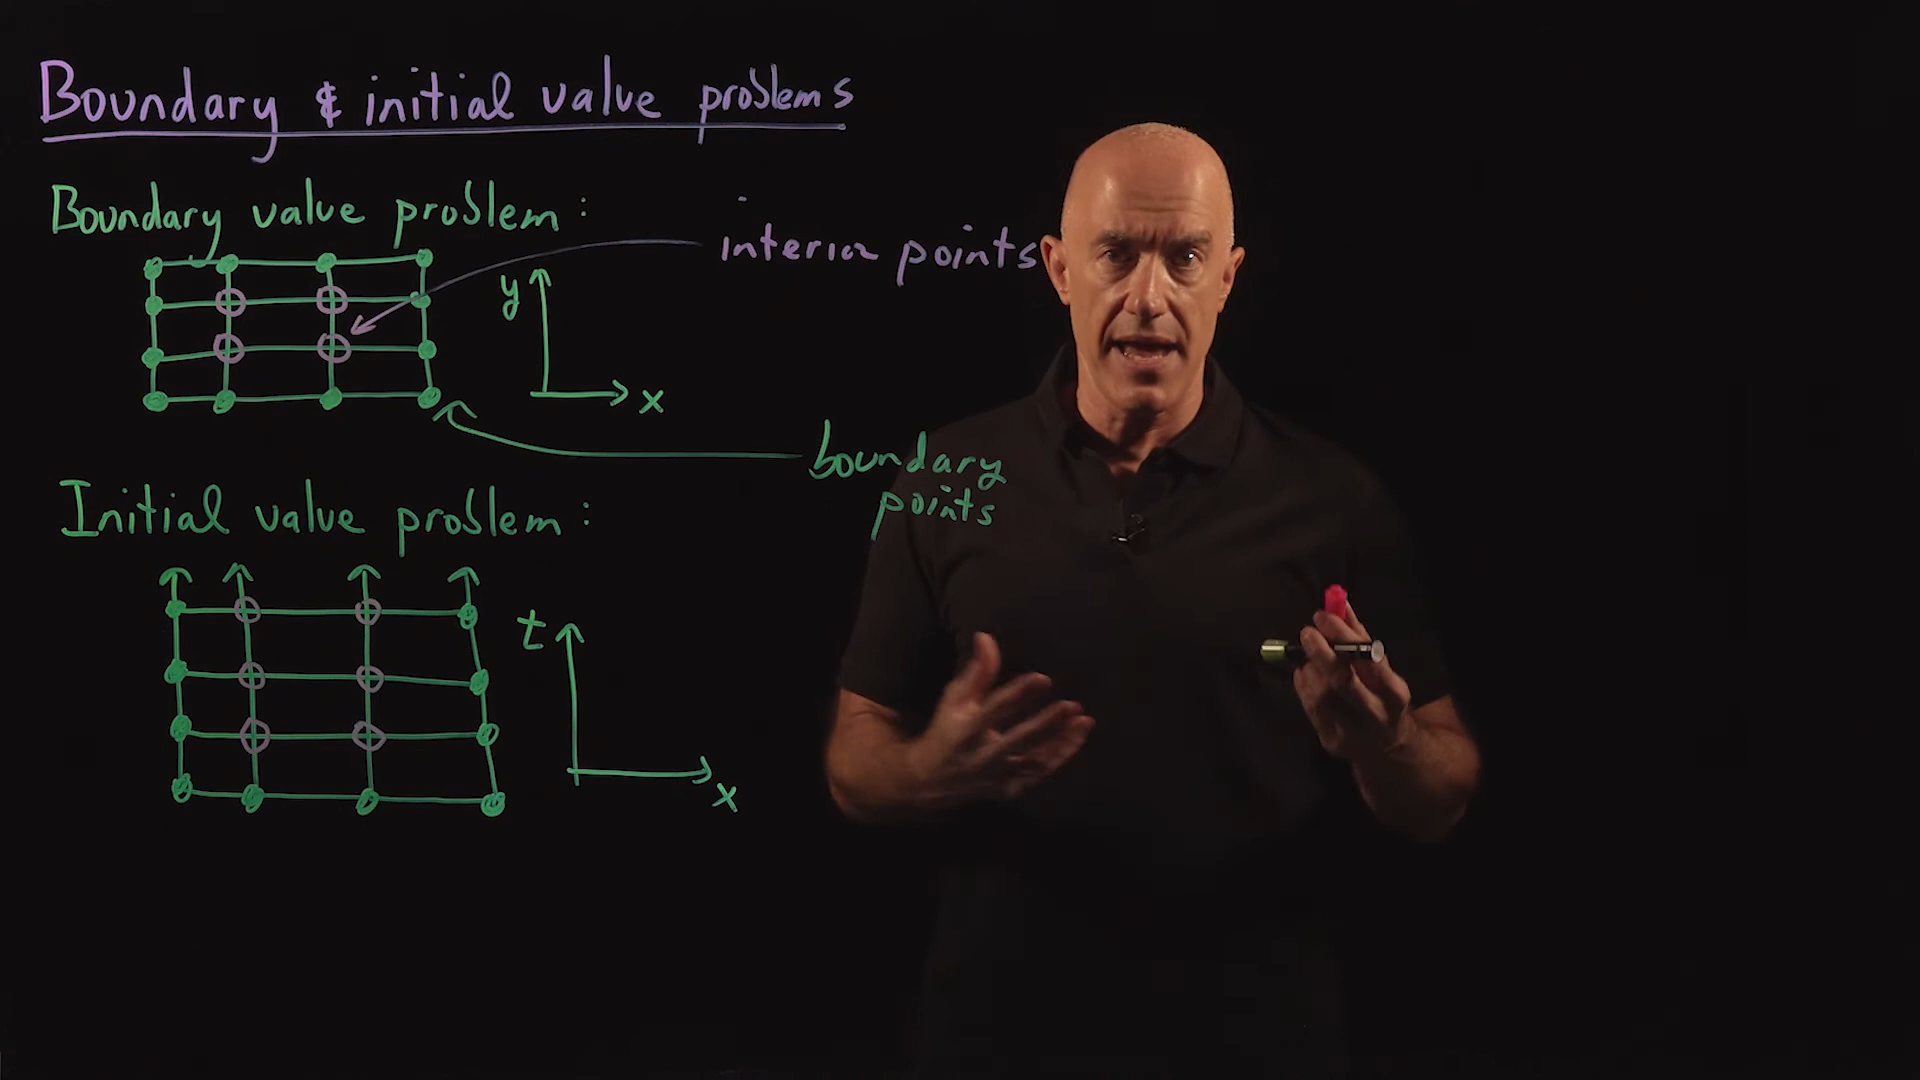 Boundary & initial value problems
Boundary value problem:
interior points
y
x
boundary
points
Initial value problem:
t
x